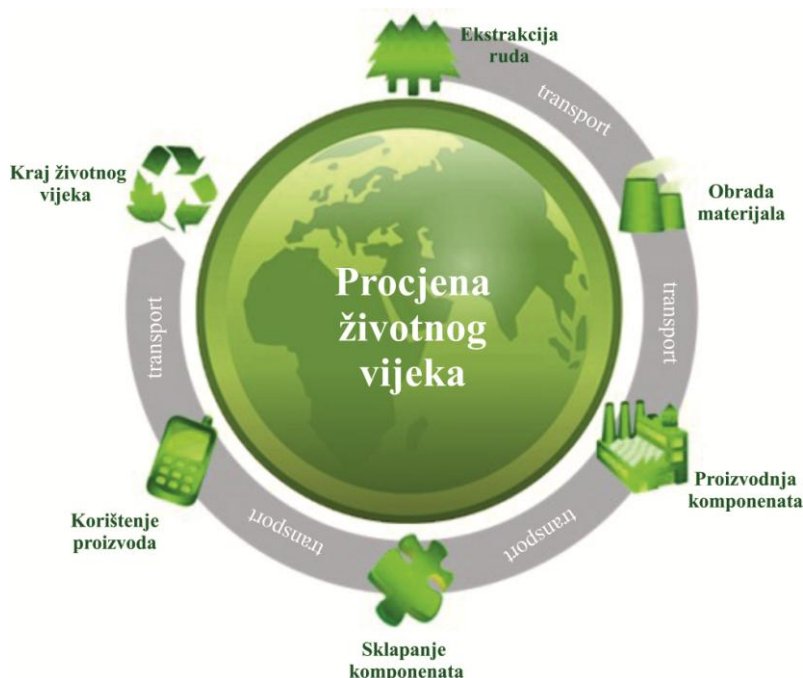 Ekstrakcija
ruda
transport
Obrada
materijala
transport
Proizvodnja
komponenata
transport
Sklapanje
komponenata
transport
Korištenje
proizvoda
transport
Kraj životnog
vijeka
Procjena
životnog
vijeka